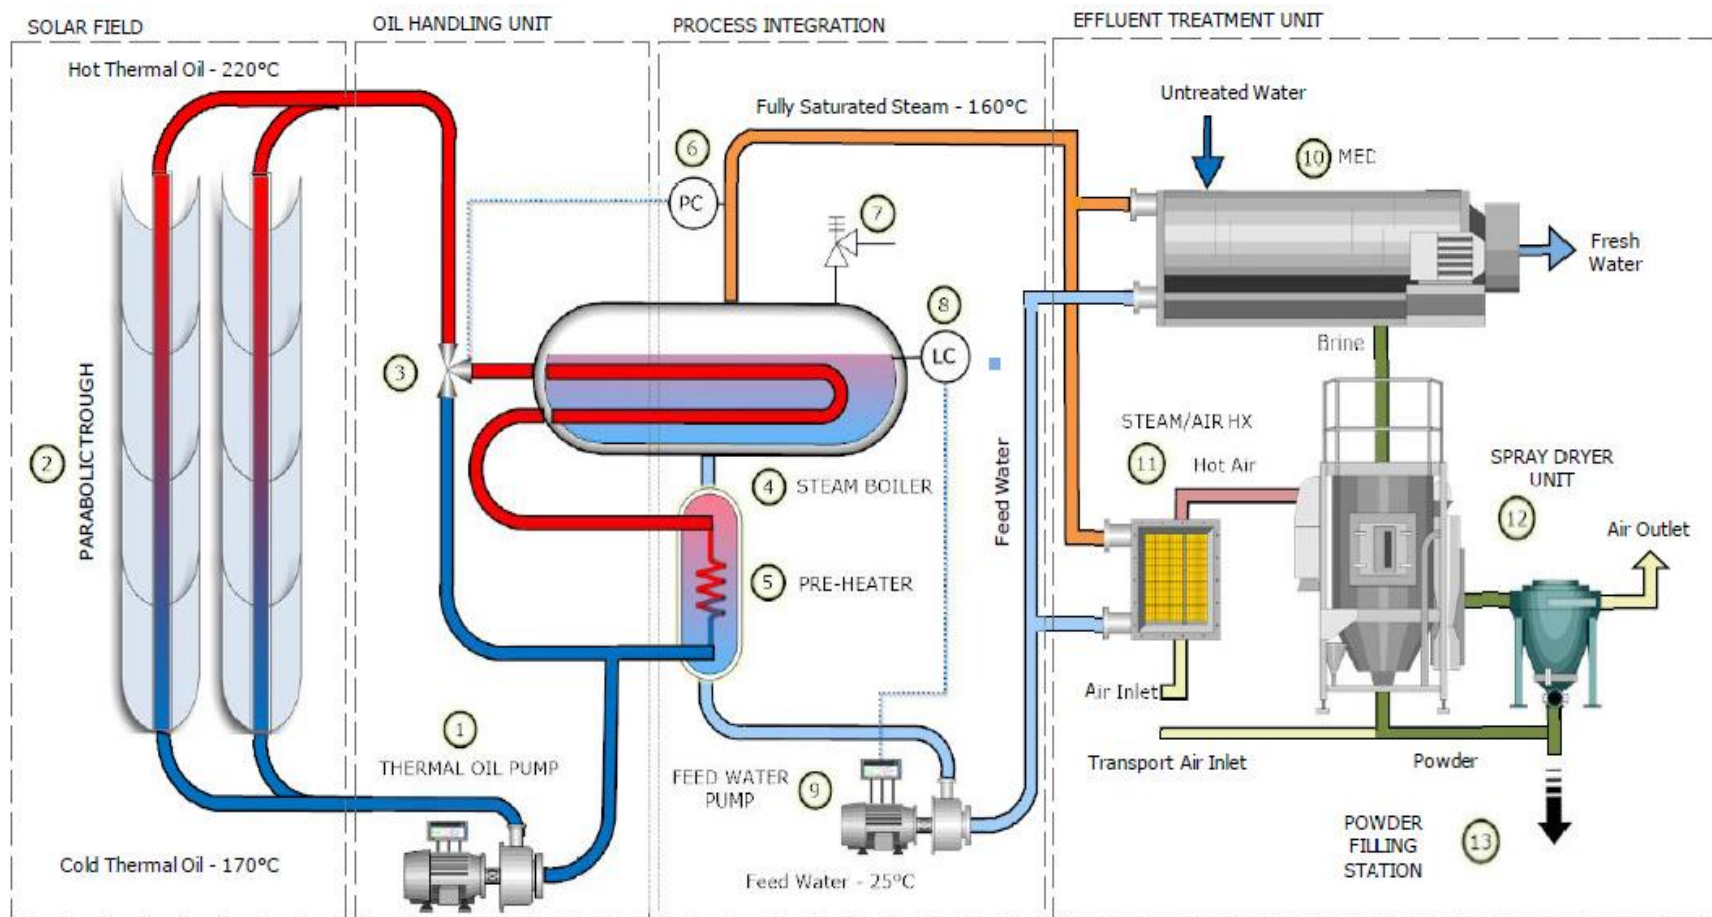 SOLAR FIELD
OIL HANDLING UNIT
PROCESS INTEGRATION
EFFLUENT TREATMENT UNIT
Hot Thermal Oil - 220°C
Fully Saturated Steam - 160°C
Untreated Water
6
PC
7
10 MED
Fresh
Water
8
LC
3
Brine
2
PARABOLICTROUGH
4 STEAM BOILER
Feed Water
STEAM/AIR HX
11
Hot Air
SPRAY DRYER
UNIT
12
Air Outlet
5 PRE-HEATER
Air Inlet
1
THERMAL OIL PUMP
FEED WATER
PUMP
9
Transport Air Inlet
Powder
POWDER
FILLING
STATION
13
Cold Thermal Oil - 170°C
Feed Water - 25°C